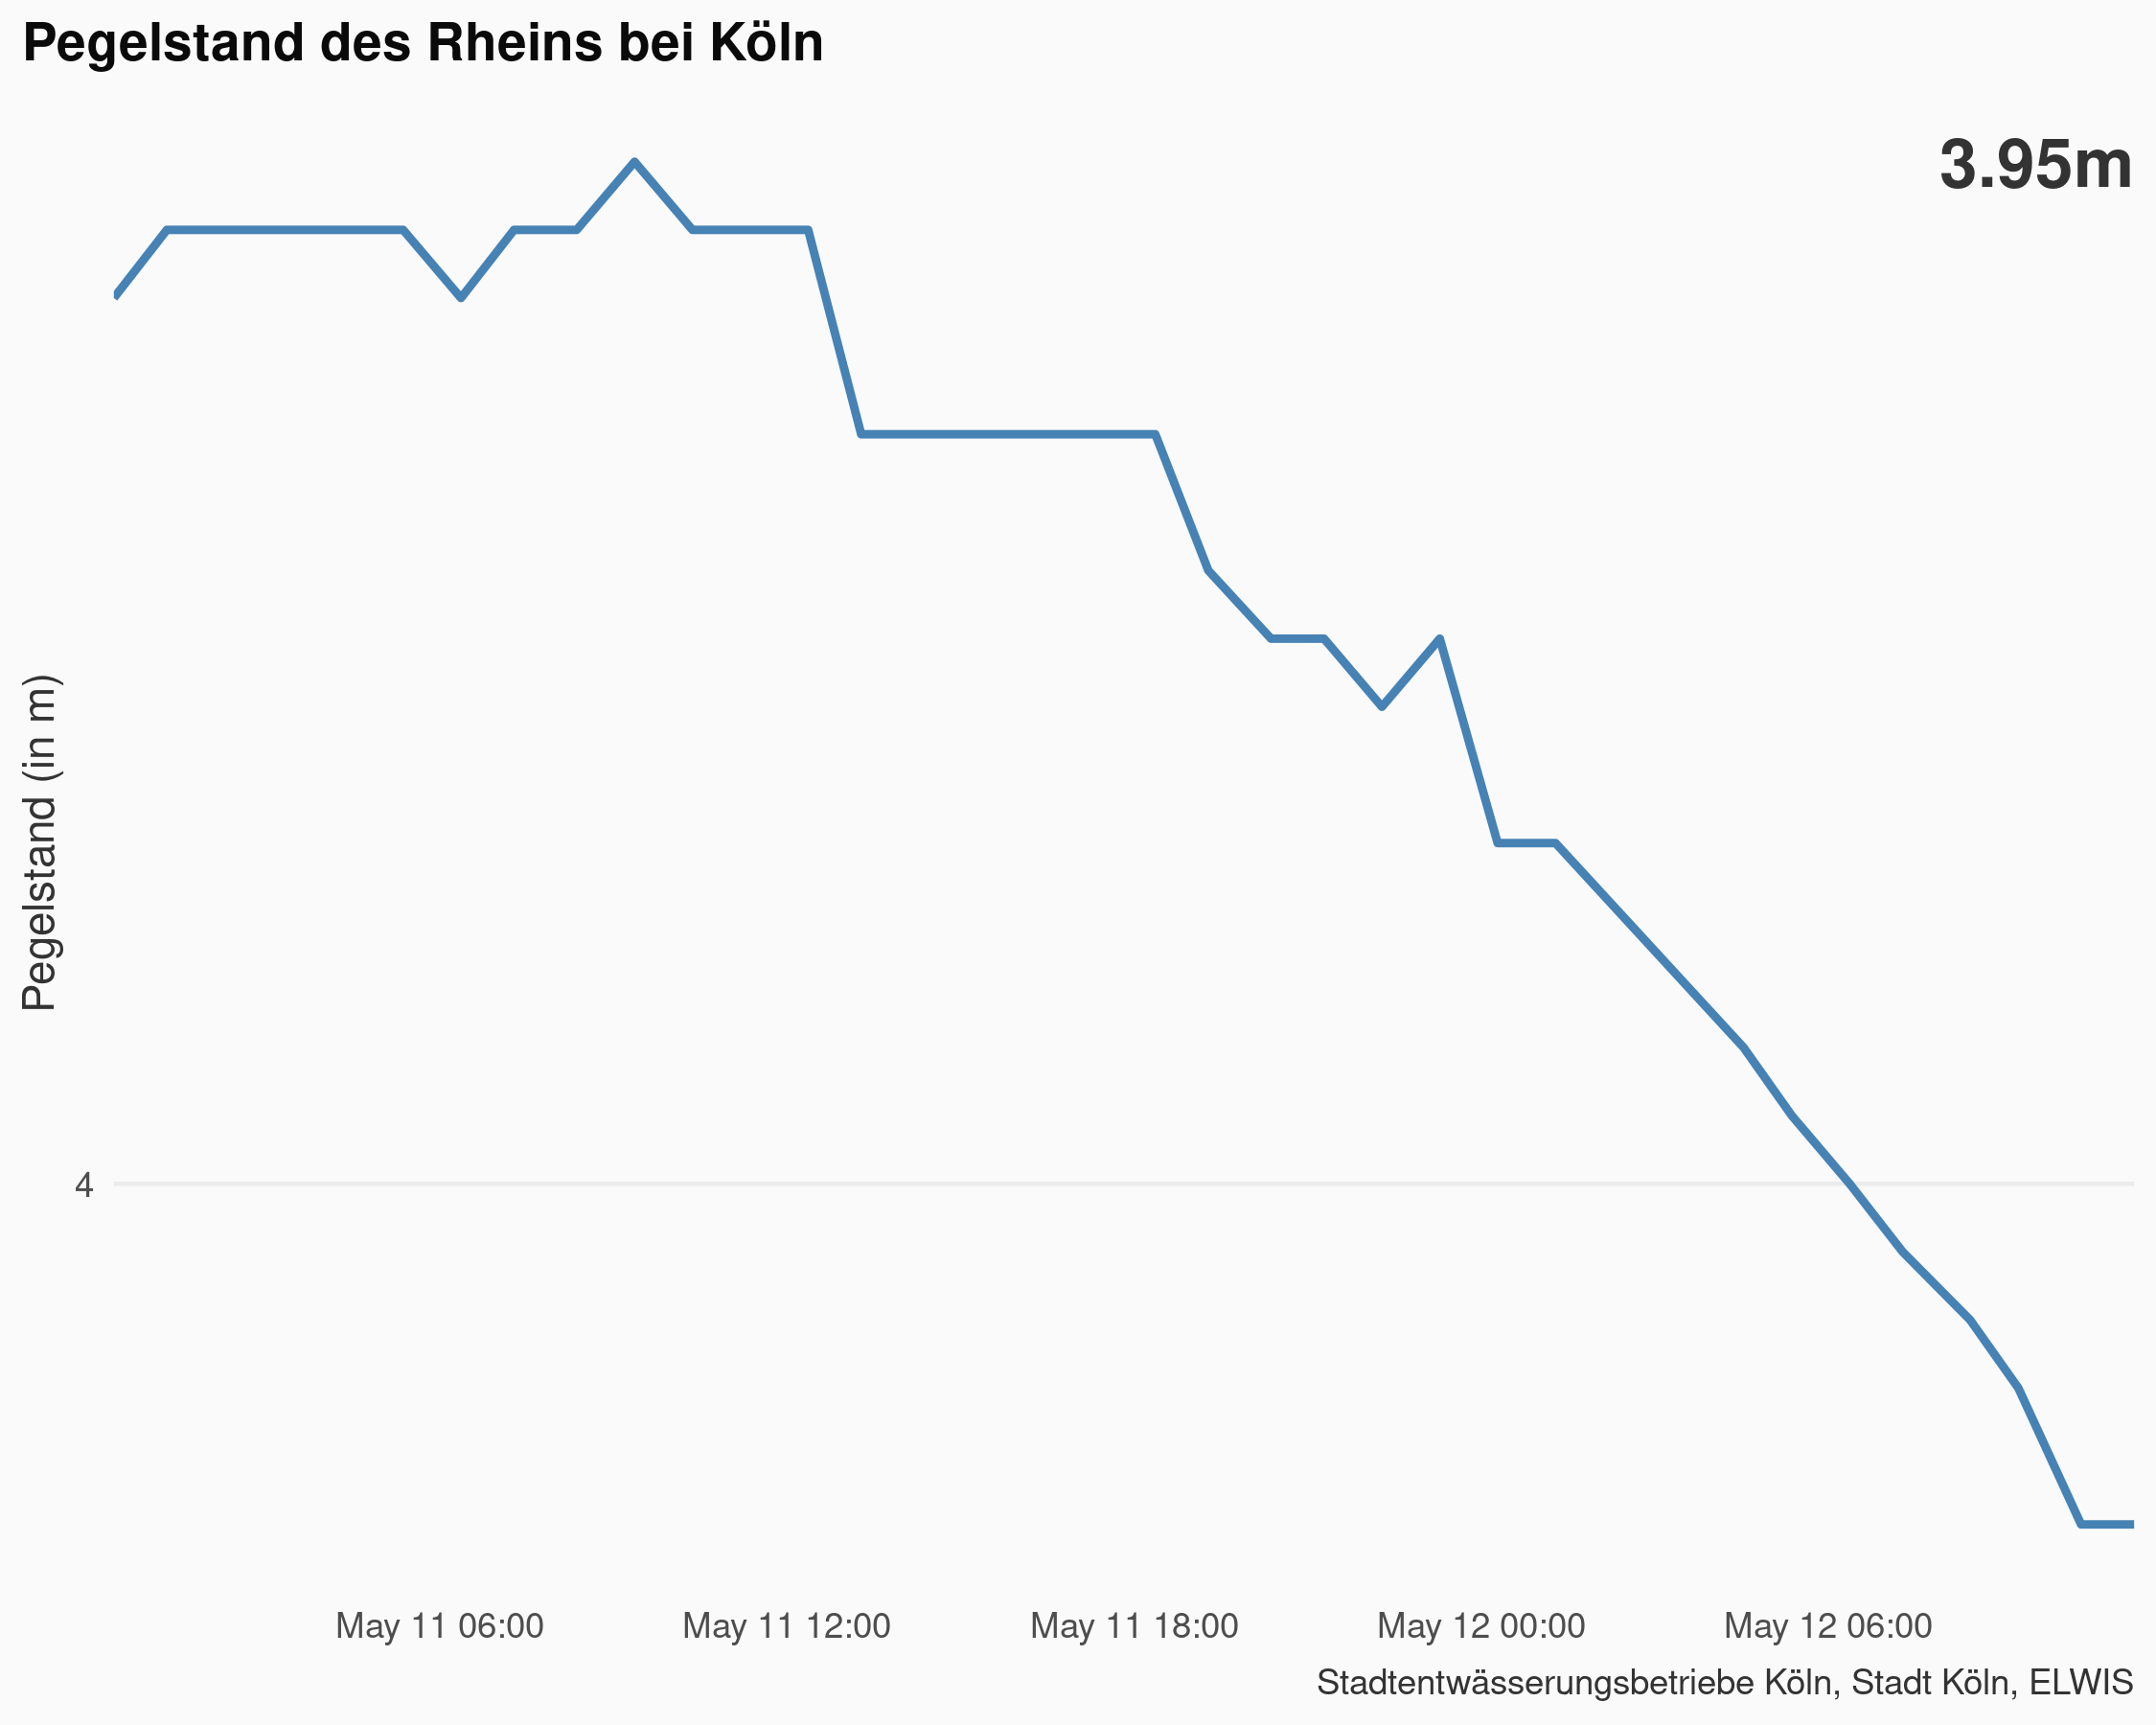 Pegelstand des Rheins bei Köln
3.95m
Pegelstand (in m)
4
May 11 06:00
May 11 12:00
May 11 18:00
May 12 00:00
May 12 06:00
Stadtentwässerungsbetriebe Köln, Stadt Köln, ELWIS